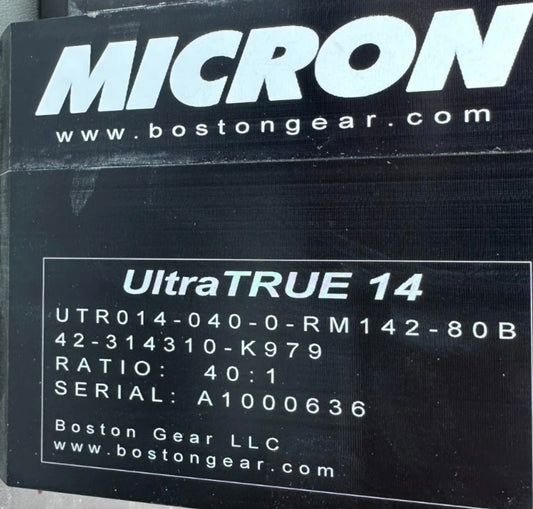 MICRON
www.bostongear.com
UltraTRUE 14
UTR014-040-0-RM142-80B
42-314310-K979
RATIO: 40:1
SERIAL: A1000636
Boston Gear LLC
www.bostongear.com